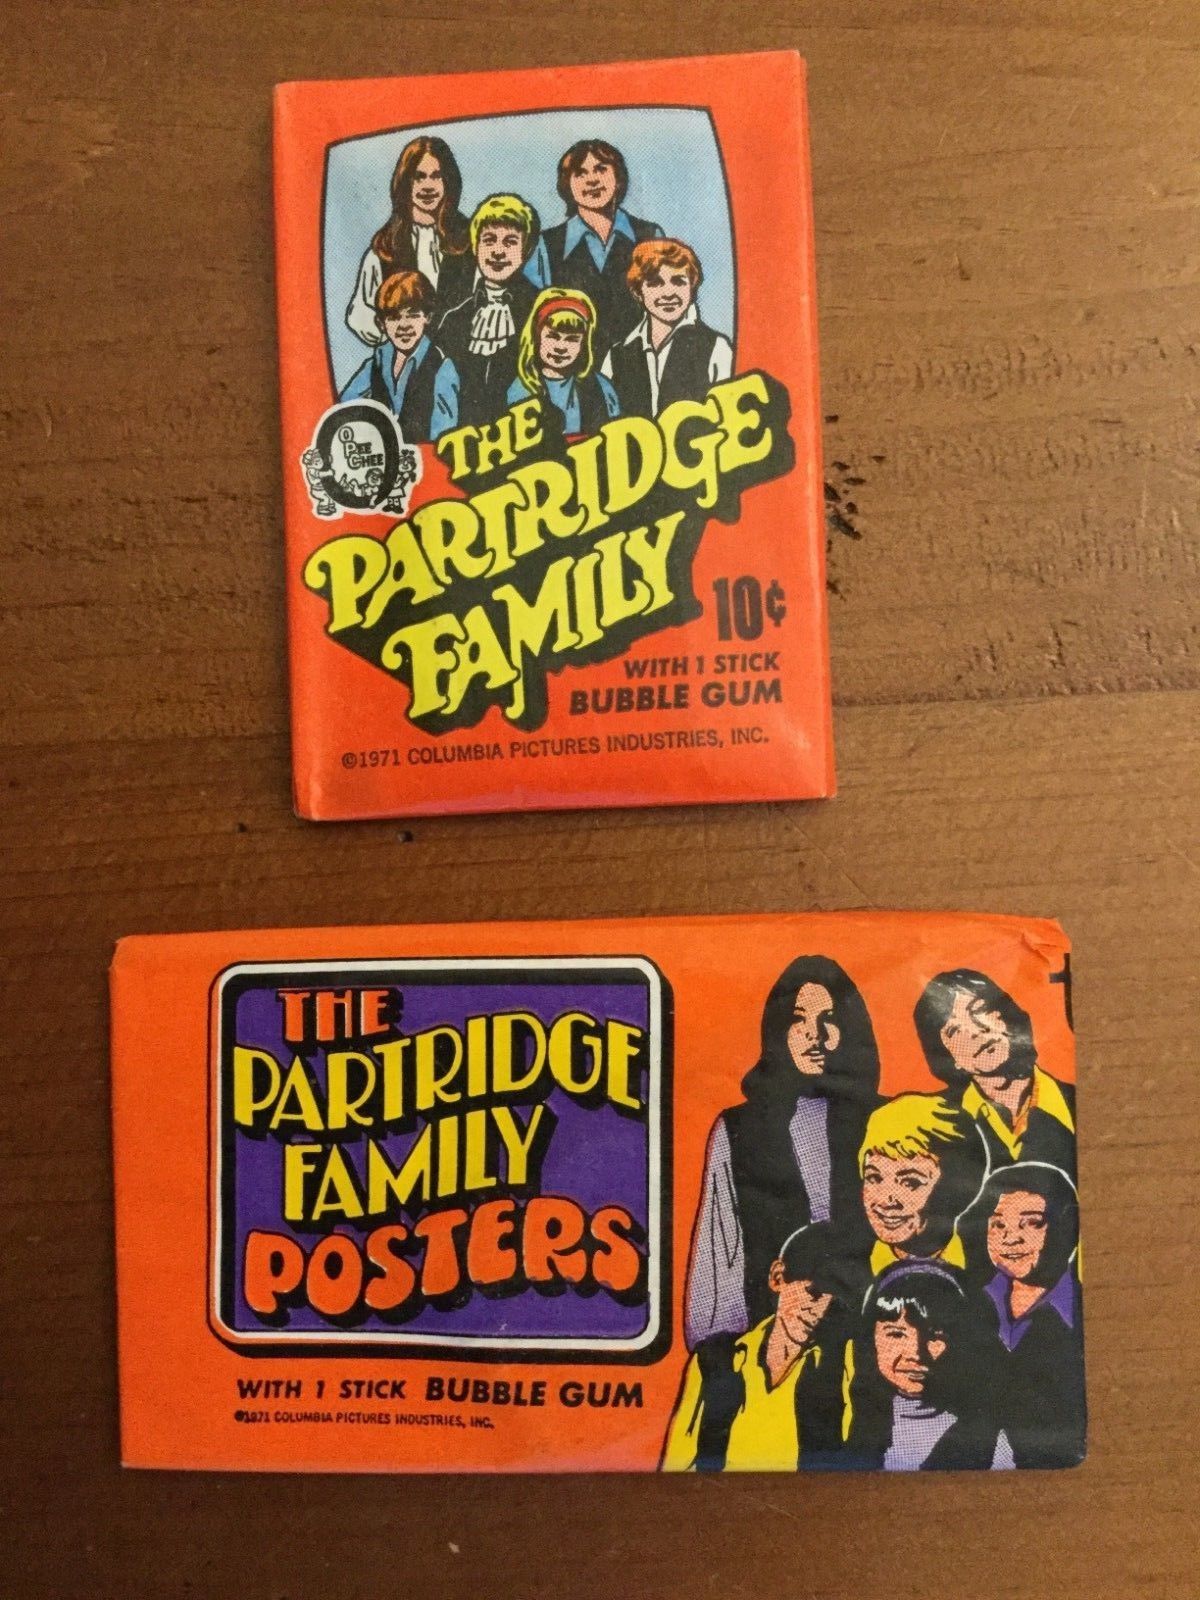 O
PEE
CHEE
THE
PARTRIDGE
FAMILY
10¢
WITH 1 STICK
BUBBLE GUM
©1971 COLUMBIA PICTURES INDUSTRIES, INC.
THE
PARTRIDGE
FAMILY
POSTERS
WITH 1 STICK BUBBLE GUM
©1971 COLUMBIA PICTURES INDUSTRIES, INC.